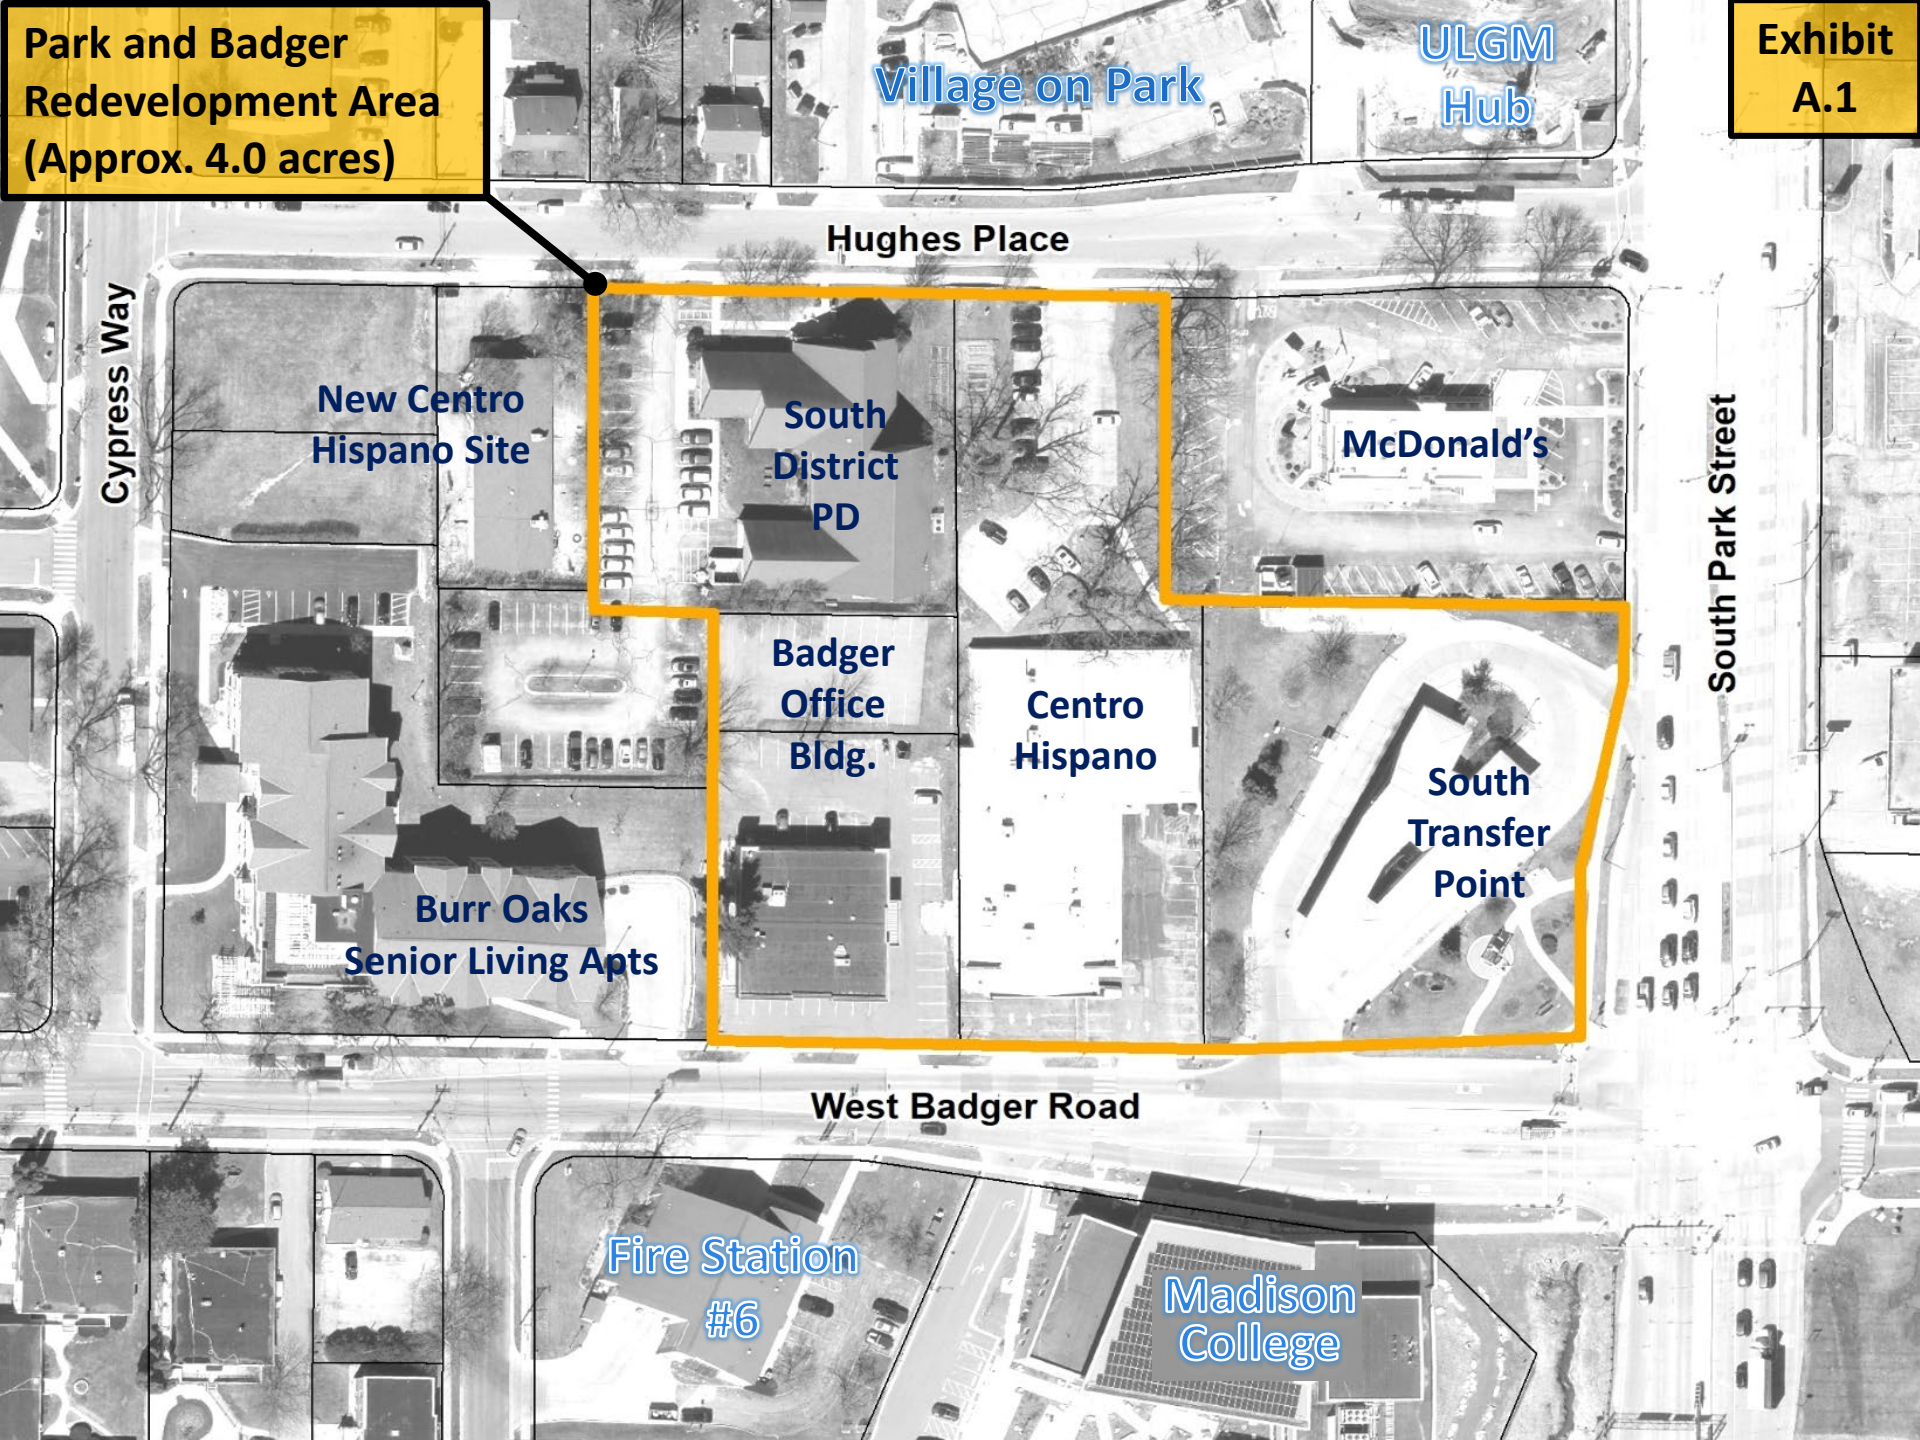 Park and Badger
Redevelopment Area
(Approx. 4.0 acres)
Village on Park
ULGM
Hub
Exhibit
A.1
Hughes Place
Cypress Way
New Centro
Hispano Site
South
District
PD
McDonald’s
South Park Street
Badger
Office
Bldg.
Centro
Hispano
South
Transfer
Point
Burr Oaks
Senior Living Apts
West Badger Road
Fire Station
#6
Madison
College